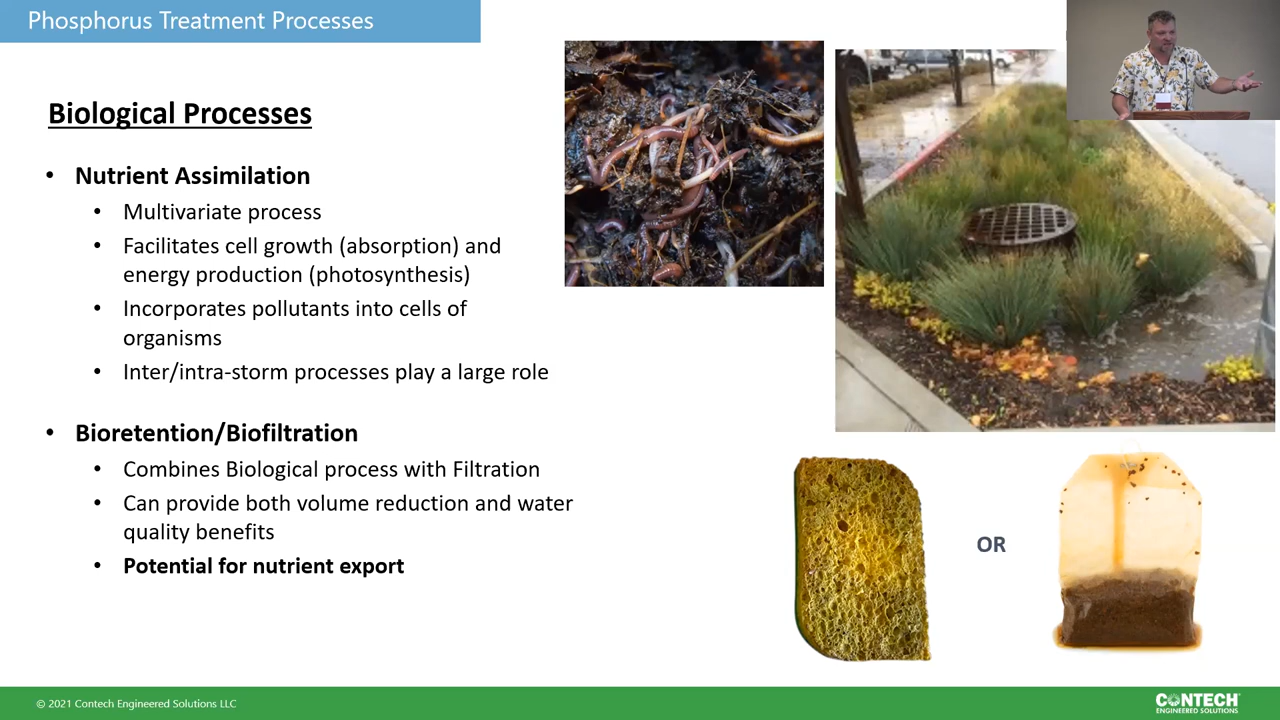 Phosphorus Treatment Processes
Biological Processes
• Nutrient Assimilation
• Multivariate process
• Facilitates cell growth (absorption) and
energy production (photosynthesis)
• Incorporates pollutants into cells of
organisms
• Inter/intra-storm processes play a large role
• Bioretention/Biofiltration
• Combines Biological process with Filtration
• Can provide both volume reduction and water
quality benefits
• Potential for nutrient export
OR
© 2021 Contech Engineered Solutions LLC
CONTECH
ENGINEERED SOLUTIONS